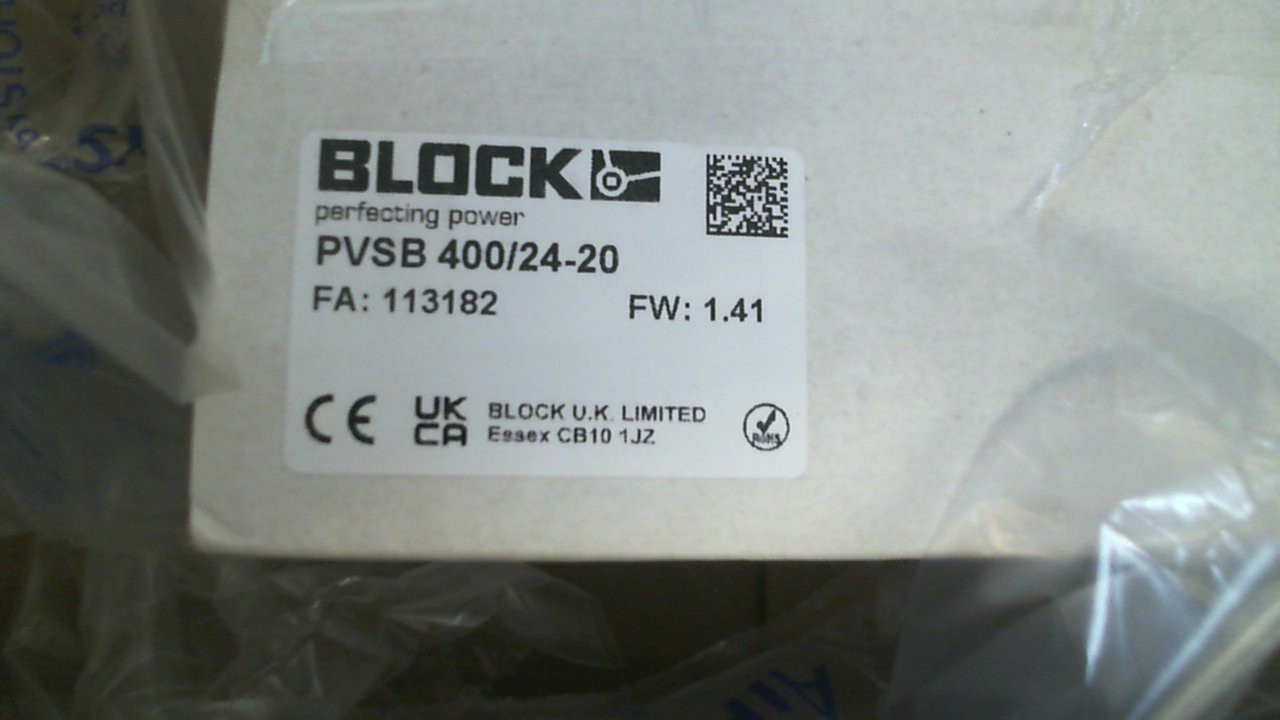 BLOCK
perfecting power
PVSB 400/24-20
FA: 113182 FW: 1.41
CE UK CA BLOCK U.K. LIMITED
Essex CB10 1JZ
RoHS